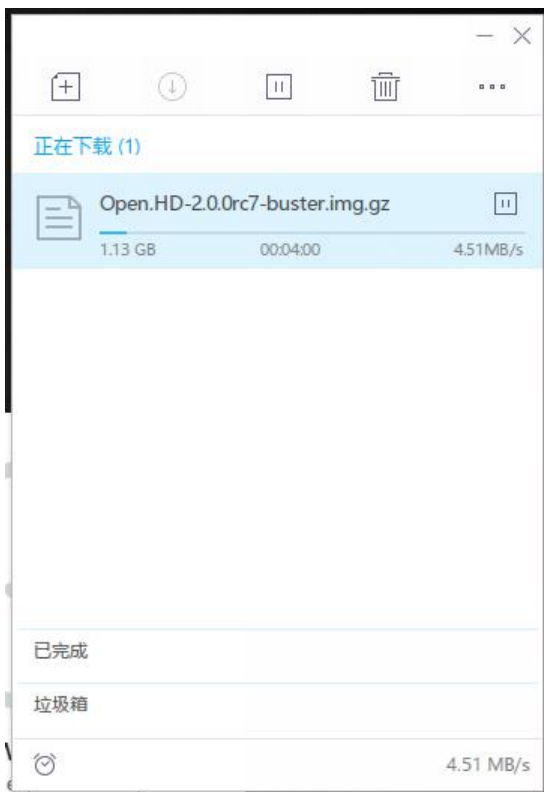 正在下载 (1)
Open.HD-2.0.0rc7-buster.img.gz
1.13 GB 00:04:00 4.51MB/s
已完成
垃圾箱
4.51 MB/s